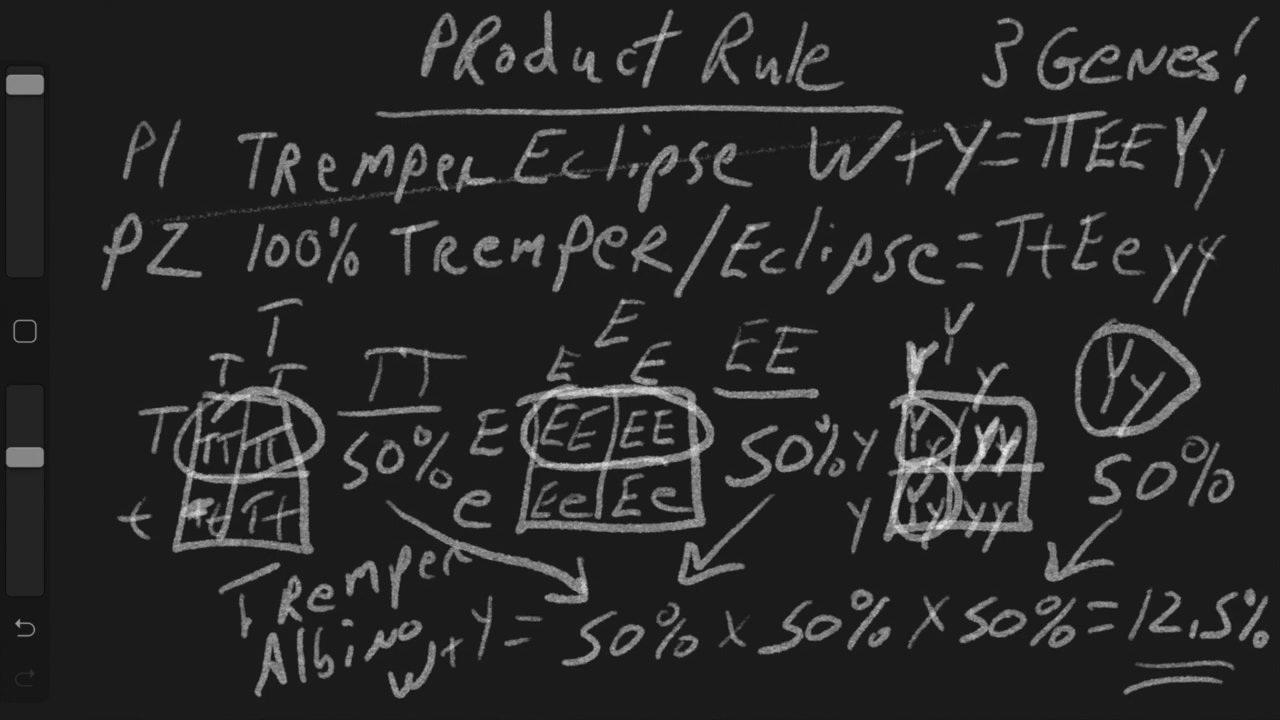 Product Rule 3 Genes!
P1 Tremper Eclipse W+Y=TTEEYy
P2 100% Tremper/Eclipse=TtEeyy
T E Y
T T TT E E EE Y y Yy
T TT TT 50% E EE EE 50% y Yy yy 50%
t Tt Tt e Ee Ee y Yy yy
Tremper
Albino
W+Y= 50% X 50% X 50%=12.5%